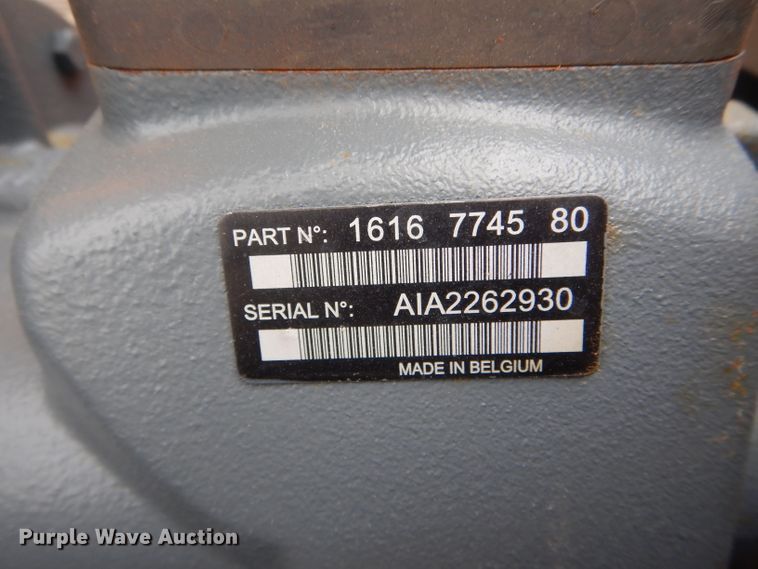 PART N°: 1616 7745 80
SERIAL N°: AIA2262930
MADE IN BELGIUM
Purple Wave Auction